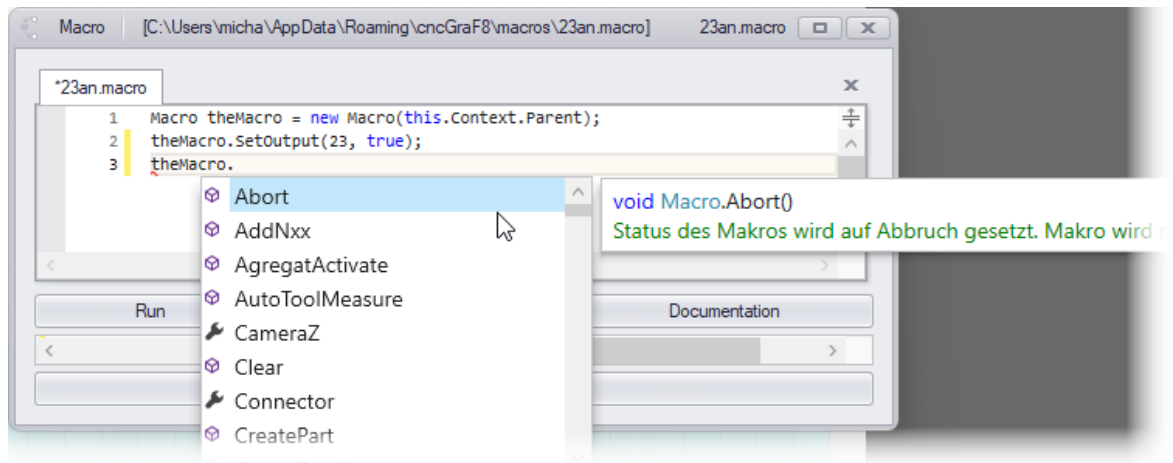 Macro [C:\Users\micha\AppData\Roaming\cncGraF8\macros\23an.macro] 23an.macro
*23an.macro
1 Macro theMacro = new Macro(this.Context.Parent);
2 theMacro.SetOutput(23, true);
3 theMacro.
Abort
AddNxx
AgregatActivate
AutoToolMeasure
CameraZ
Clear
Connector
CreatePart
void Macro.Abort()
Status des Makros wird auf Abbruch gesetzt. Makro wird
Run
Documentation